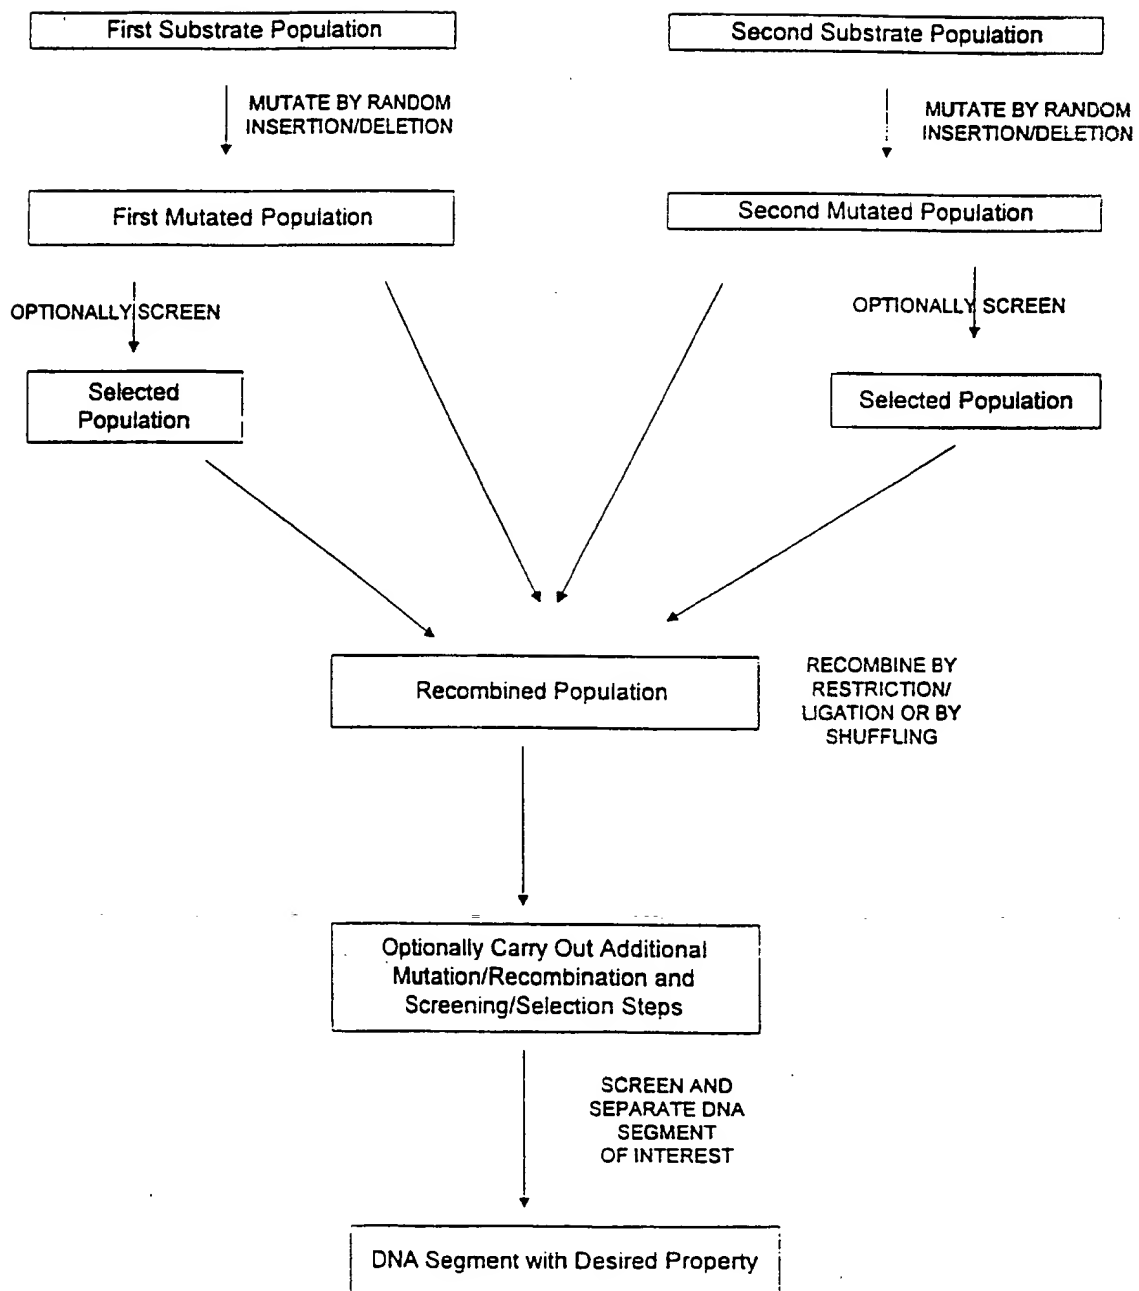 First Substrate Population
Second Substrate Population
MUTATE BY RANDOM
INSERTION/DELETION
MUTATE BY RANDOM
INSERTION/DELETION
First Mutated Population
Second Mutated Population
OPTIONALLY SCREEN
OPTIONALLY SCREEN
Selected
Population
Selected Population
Recombined Population
RECOMBINE BY
RESTRICTION/
LIGATION OR BY
SHUFFLING
Optionally Carry Out Additional
Mutation/Recombination and
Screening/Selection Steps
SCREEN AND
SEPARATE DNA
SEGMENT
OF INTEREST
DNA Segment with Desired Property